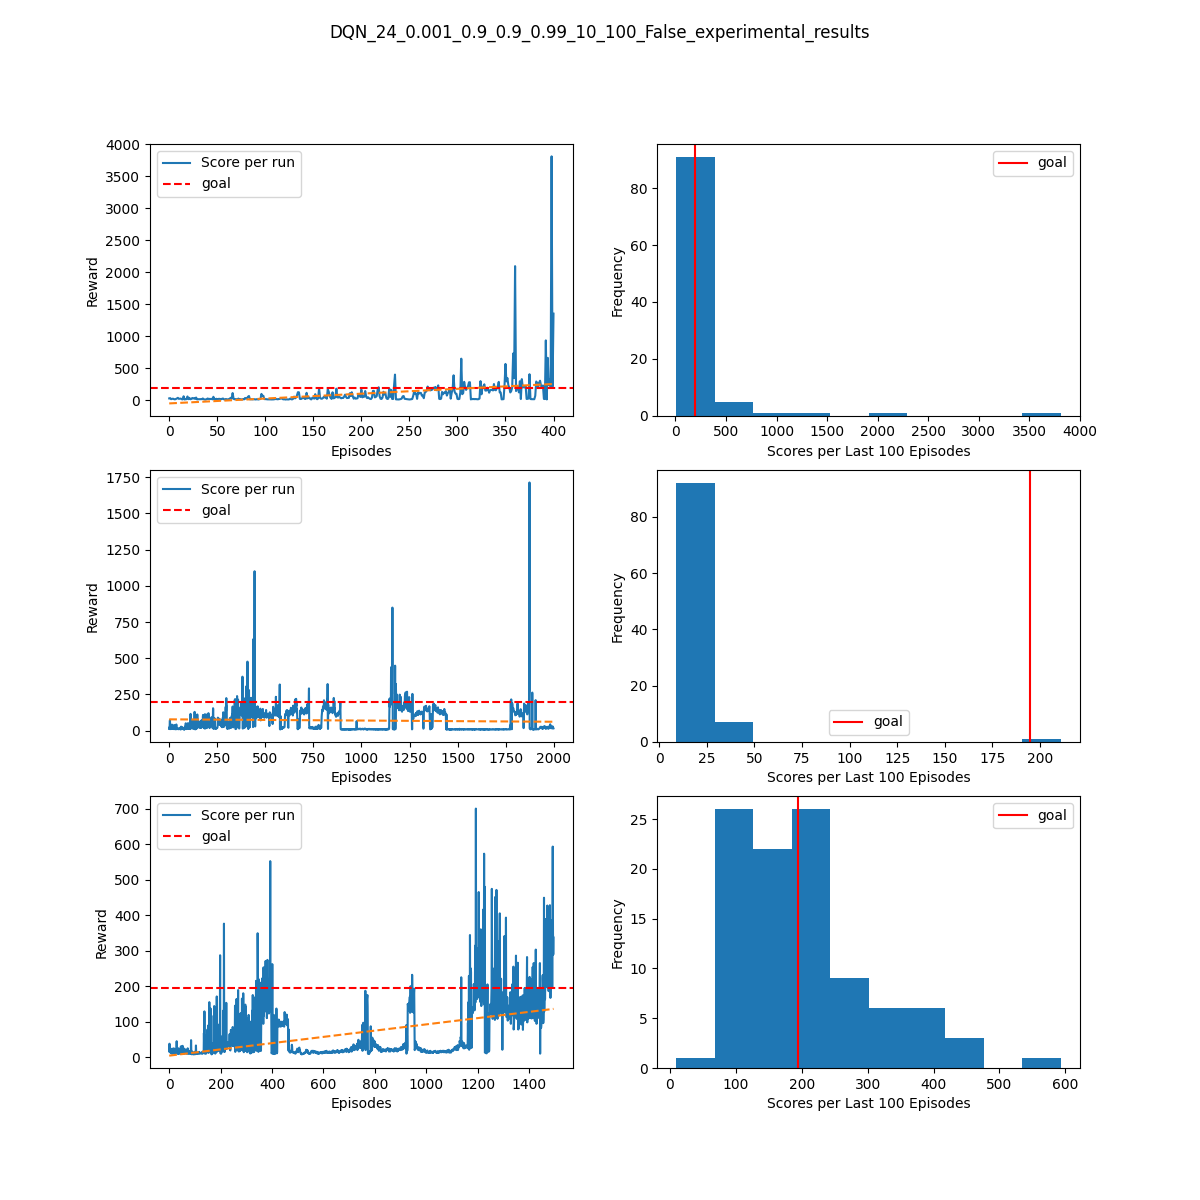 DQN_24_0.001_0.9_0.9_0.99_10_100_False_experimental_results
4000
3500
3000
2500
2000
1500
1000
500
0
Reward
Score per run
goal
0 50 100 150 200 250 300 350 400
Episodes
80
60
40
20
0
Frequency
goal
0 500 1000 1500 2000 2500 3000 3500 4000
Scores per Last 100 Episodes
1750
1500
1250
1000
750
500
250
0
Reward
Score per run
goal
0 250 500 750 1000 1250 1500 1750 2000
Episodes
80
60
40
20
0
Frequency
goal
0 25 50 75 100 125 150 175 200
Scores per Last 100 Episodes
700
600
500
400
300
200
100
0
Reward
Score per run
goal
0 200 400 600 800 1000 1200 1400
Episodes
25
20
15
10
5
0
Frequency
goal
0 100 200 300 400 500 600
Scores per Last 100 Episodes